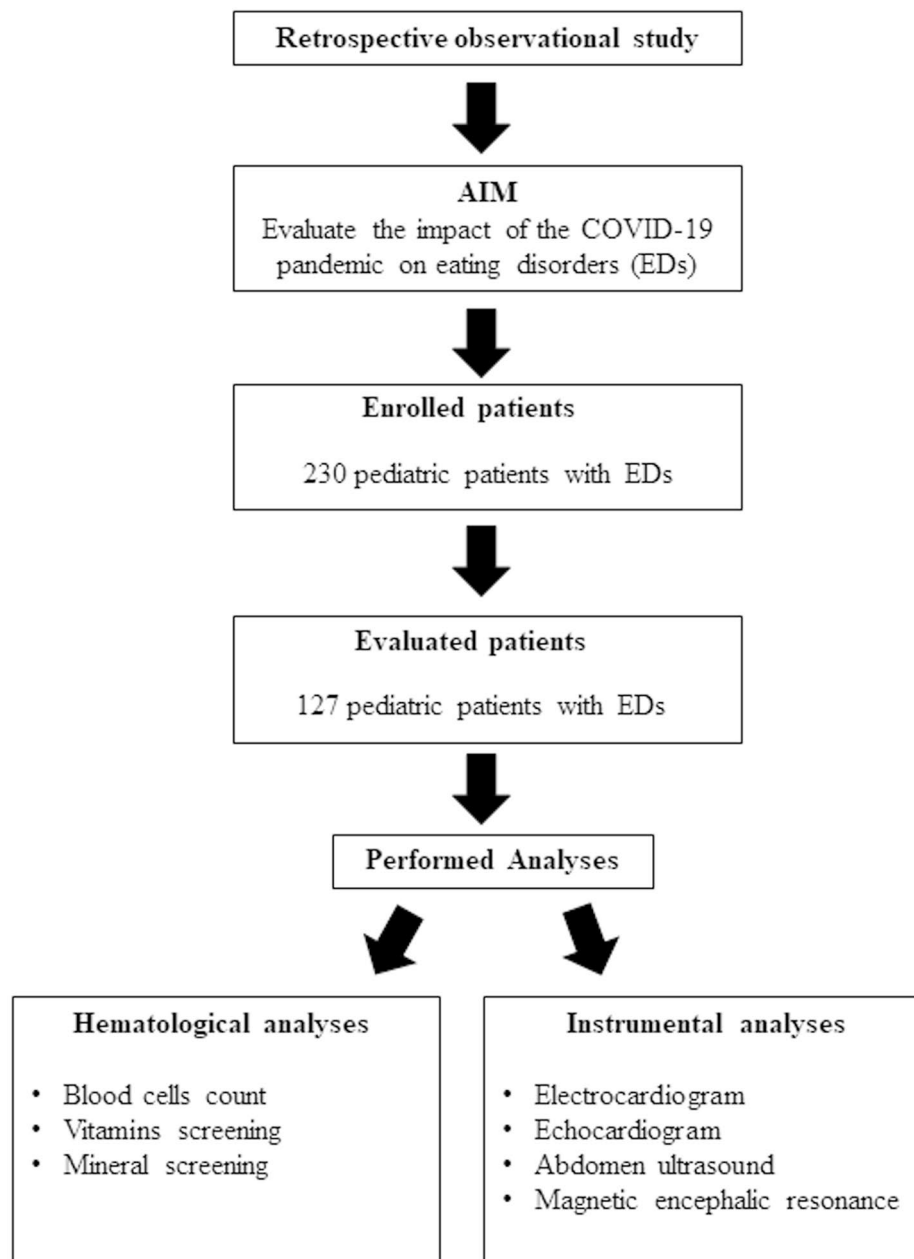 Retrospective observational study
AIM
Evaluate the impact of the COVID-19
pandemic on eating disorders (EDs)
Enrolled patients
230 pediatric patients with EDs
Evaluated patients
127 pediatric patients with EDs
Performed Analyses
Hematological analyses
• Blood cells count
• Vitamins screening
• Mineral screening
Instrumental analyses
• Electrocardiogram
• Echocardiogram
• Abdomen ultrasound
• Magnetic encephalic resonance